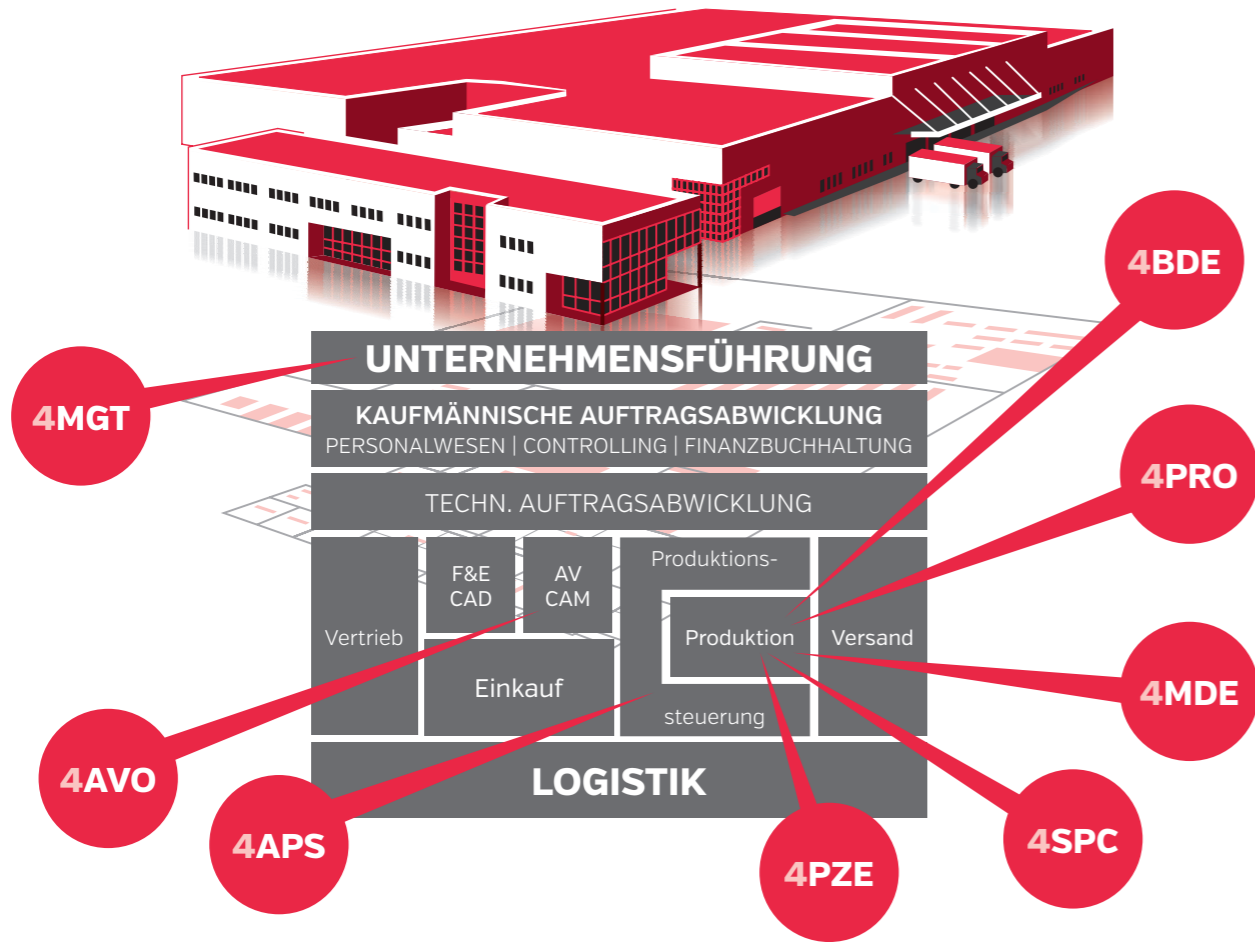 4BDE
UNTERNEHMENSFÜHRUNG
4MGT
KAUFMÄNNISCHE AUFTRAGSABWICKLUNG
PERSONALWESEN | CONTROLLING | FINANZBUCHHALTUNG
4PRO
TECHN. AUFTRAGSABWICKLUNG
Vertrieb
F&E
CAD
AV
CAM
Einkauf
Produktions-
Produktion
steuerung
Versand
4MDE
LOGISTIK
4AVO
4APS
4PZE
4SPC